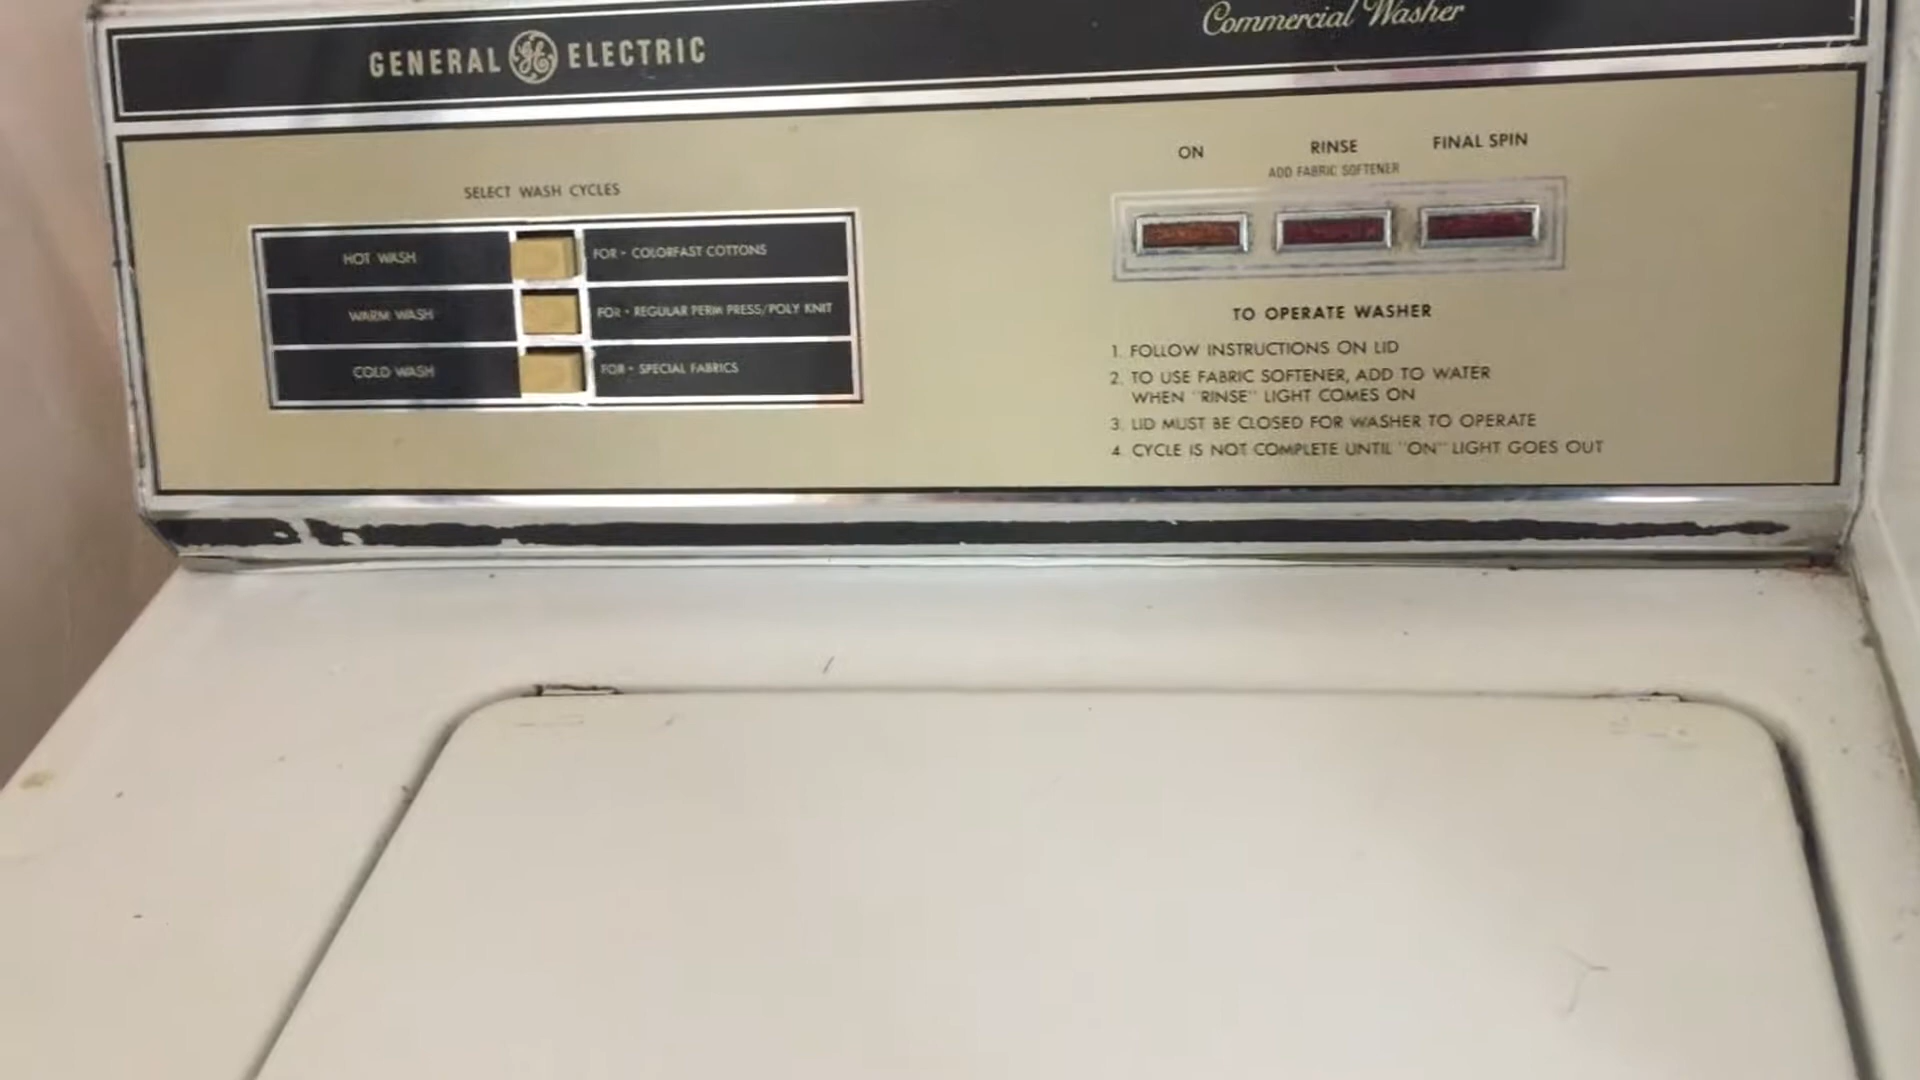 GENERAL GE ELECTRIC
Commercial Washer
SELECT WASH CYCLES
HOT WASH FOR • COLORFAST COTTONS
WARM WASH FOR • REGULAR PERM PRESS/POLY KNIT
COLD WASH FOR • SPECIAL FABRICS
ON RINSE FINAL SPIN
ADD FABRIC SOFTENER
TO OPERATE WASHER
1. FOLLOW INSTRUCTIONS ON LID
2. TO USE FABRIC SOFTENER, ADD TO WATER
WHEN "RINSE" LIGHT COMES ON
3. LID MUST BE CLOSED FOR WASHER TO OPERATE
4. CYCLE IS NOT COMPLETE UNTIL "ON" LIGHT GOES OUT